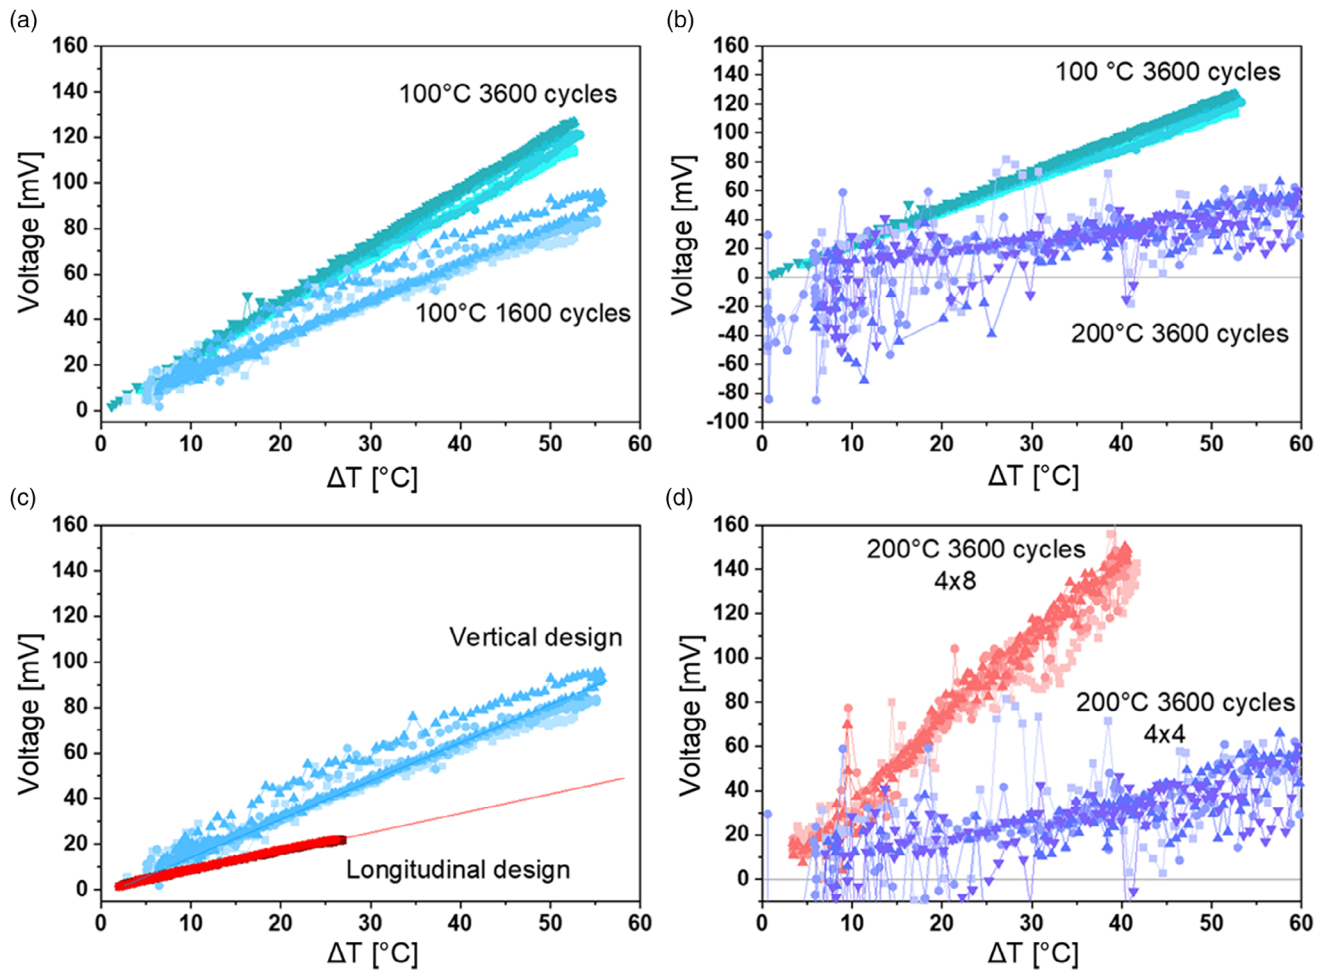 (a)
160
140
120
100
80
60
40
20
0
Voltage [mV]
100°C 3600 cycles
100°C 1600 cycles
0 10 20 30 40 50 60
ΔT [°C]
(b)
160
140
120
100
80
60
40
20
0
-20
-40
-60
-80
-100
Voltage [mV]
100 °C 3600 cycles
200°C 3600 cycles
0 10 20 30 40 50 60
ΔT [°C]
(c)
160
140
120
100
80
60
40
20
0
Voltage [mV]
Vertical design
Longitudinal design
0 10 20 30 40 50 60
ΔT [°C]
(d)
160
140
120
100
80
60
40
20
0
Voltage [mV]
200°C 3600 cycles
4x8
200°C 3600 cycles
4x4
0 10 20 30 40 50 60
ΔT [°C]